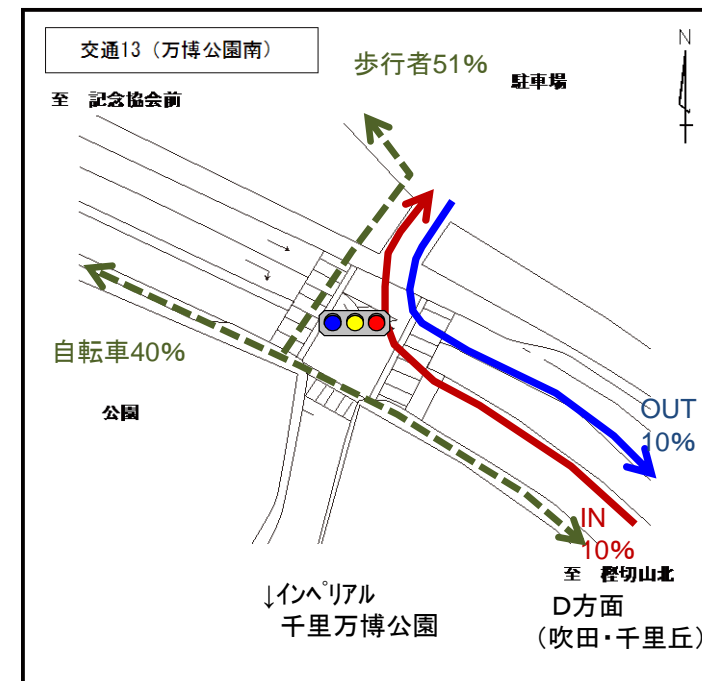 交通13（万博公園南）
歩行者51%
N
駐車場
至　記念協会前
自転車40%
公園
OUT
10%
IN
10%
至　樫切山北
↓インペリアル
千里万博公園
D方面
（吹田・千里丘）